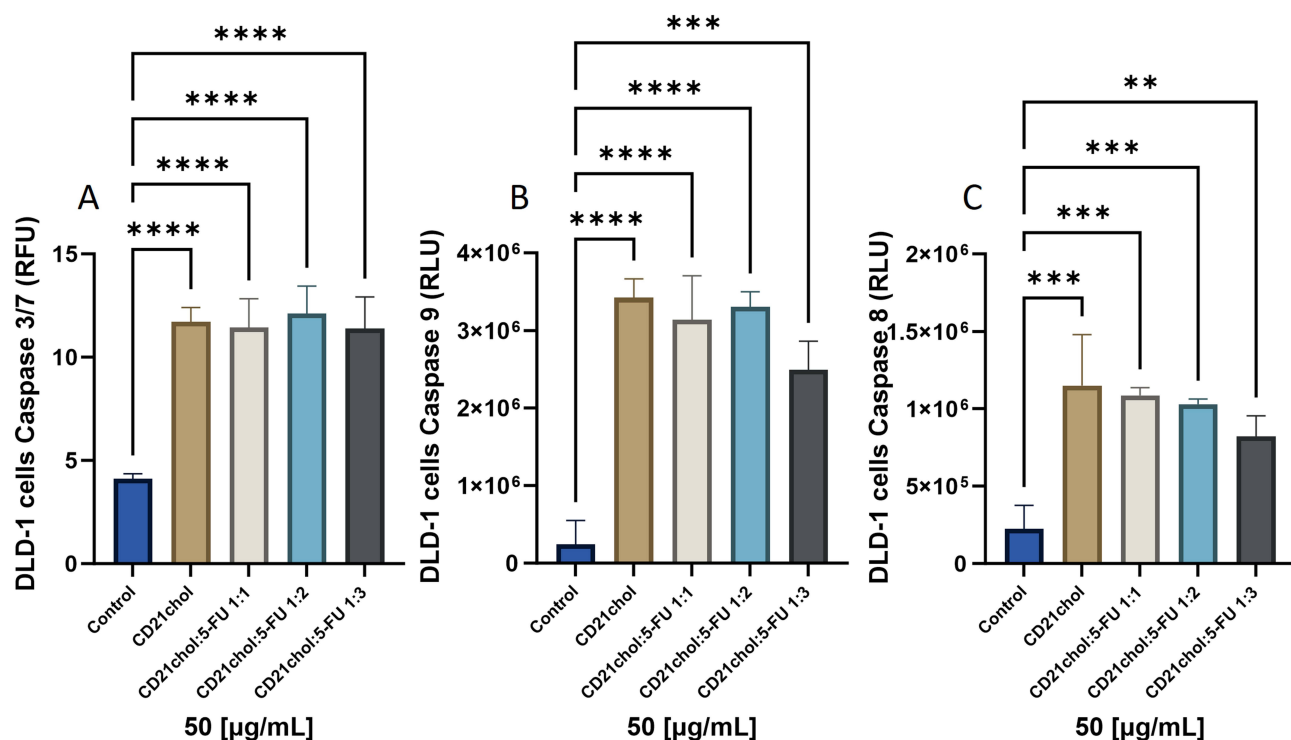 A
****
****
****
****
DLD-1 cells Caspase 3/7 (RFU)
15
10
5
0
Control
CD21chol
CD21chol:5-FU 1:1
CD21chol:5-FU 1:2
CD21chol:5-FU 1:3
50 [µg/mL]
B
***
****
****
****
DLD-1 cells Caspase 9 (RLU)
4×10⁶
3×10⁶
2×10⁶
1×10⁶
0
Control
CD21chol
CD21chol:5-FU 1:1
CD21chol:5-FU 1:2
CD21chol:5-FU 1:3
50 [µg/mL]
C
**
***
***
***
DLD-1 cells Caspase 8 (RLU)
2×10⁶
1.5×10⁶
1×10⁶
5×10⁵
0
Control
CD21chol
CD21chol:5-FU 1:1
CD21chol:5-FU 1:2
CD21chol:5-FU 1:3
50 [µg/mL]